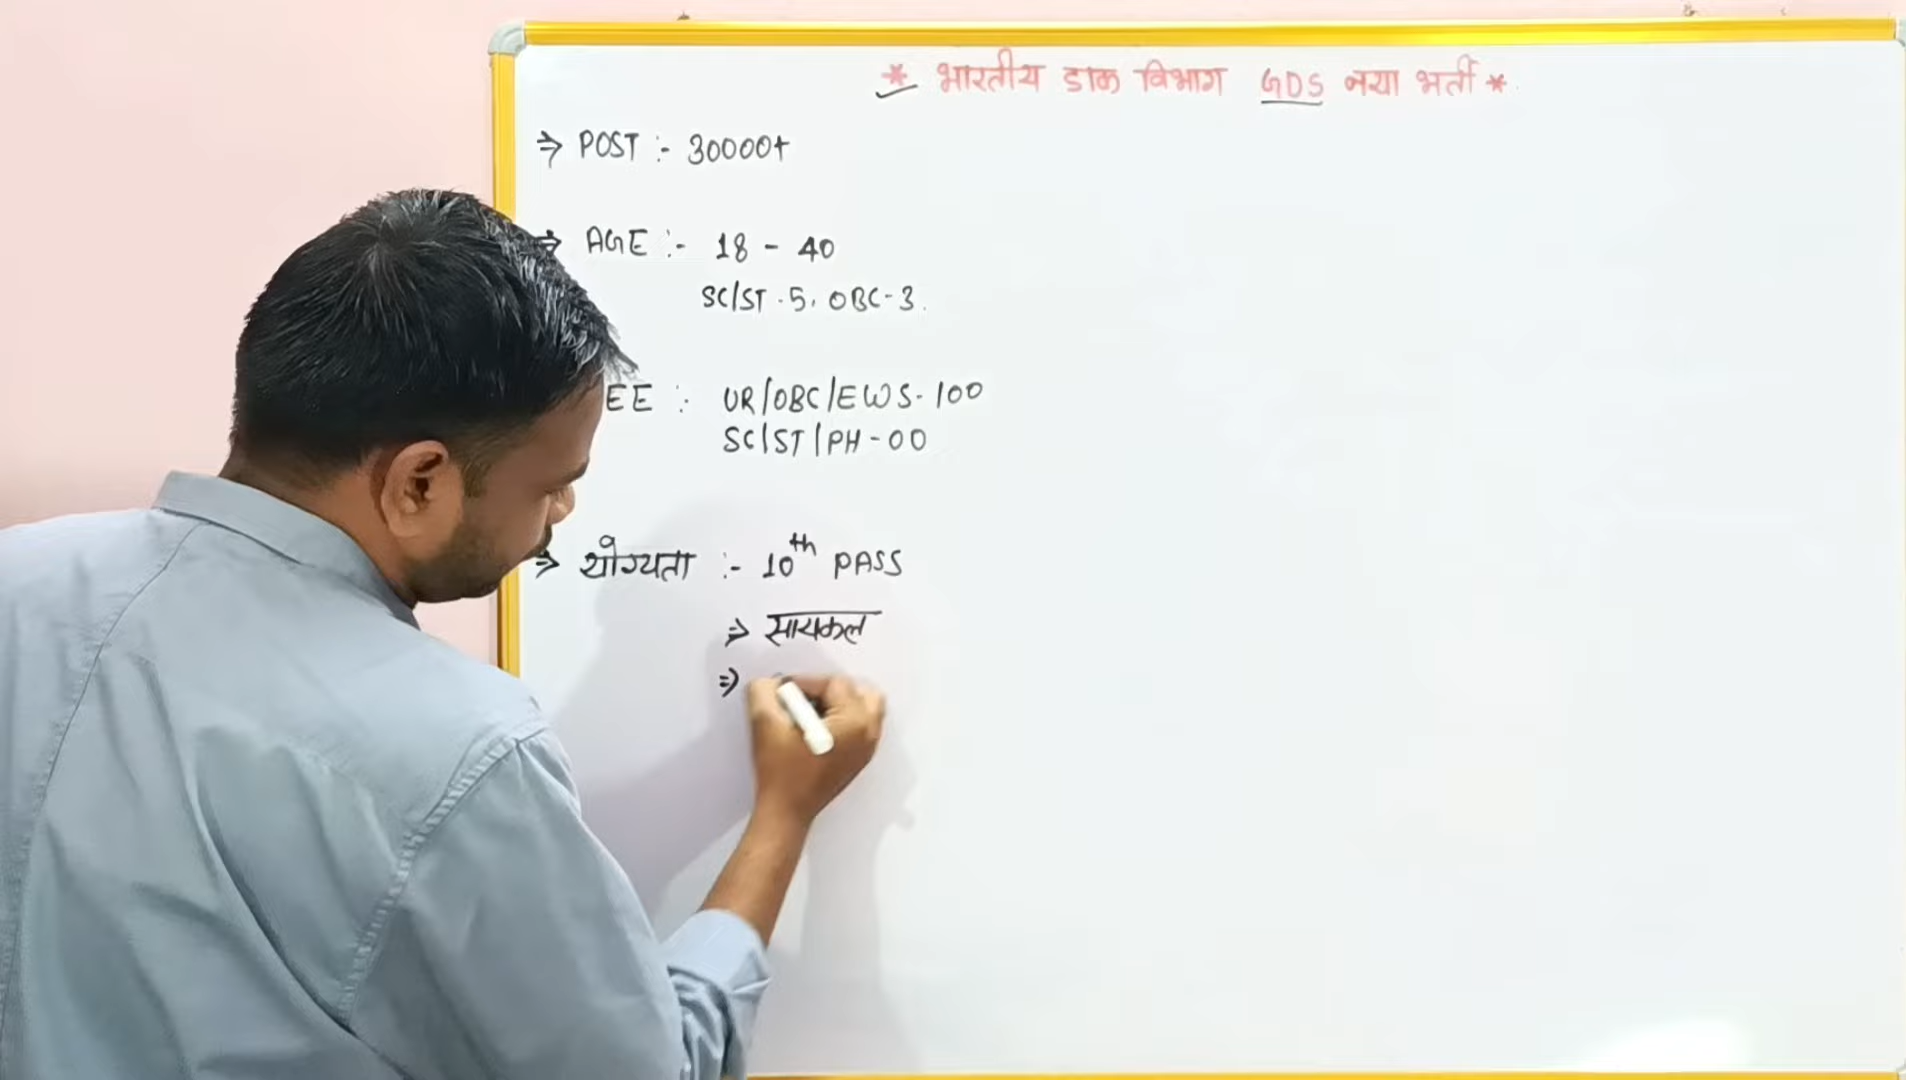 * भारतीय डाक विभाग GDS नया भर्ती *
⇒ POST :- 30000+
⇒ AGE :- 18 - 40
SC/ST - 5, OBC - 3.
EE : UR/OBC/EWS - 100
SC/ST/PH - 00
⇒ योग्यता :- 10th PASS
⇒ सायकल
⇒